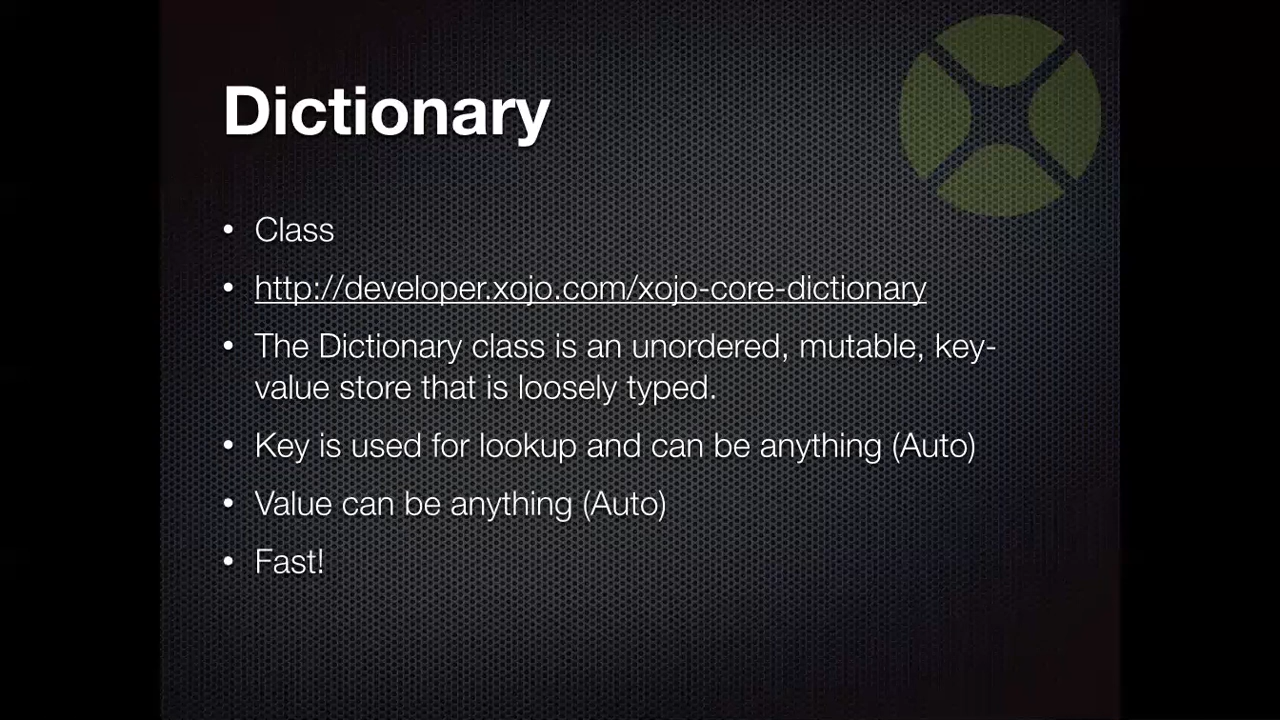 Dictionary
• Class
• http://developer.xojo.com/xojo-core-dictionary
• The Dictionary class is an unordered, mutable, key-
value store that is loosely typed.
• Key is used for lookup and can be anything (Auto)
• Value can be anything (Auto)
• Fast!